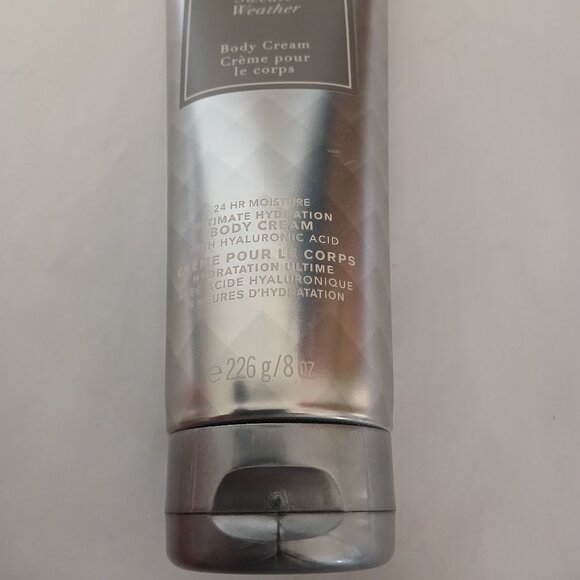 Weather
Body Cream
Crème pour
le corps
24 HR MOISTURE
ULTIMATE HYDRATION
BODY CREAM
WITH HYALURONIC ACID
CRÈME POUR LE CORPS
HYDRATATION ULTIME
AVEC ACIDE HYALURONIQUE
HEURES D'HYDRATATION
e 226 g/8 oz